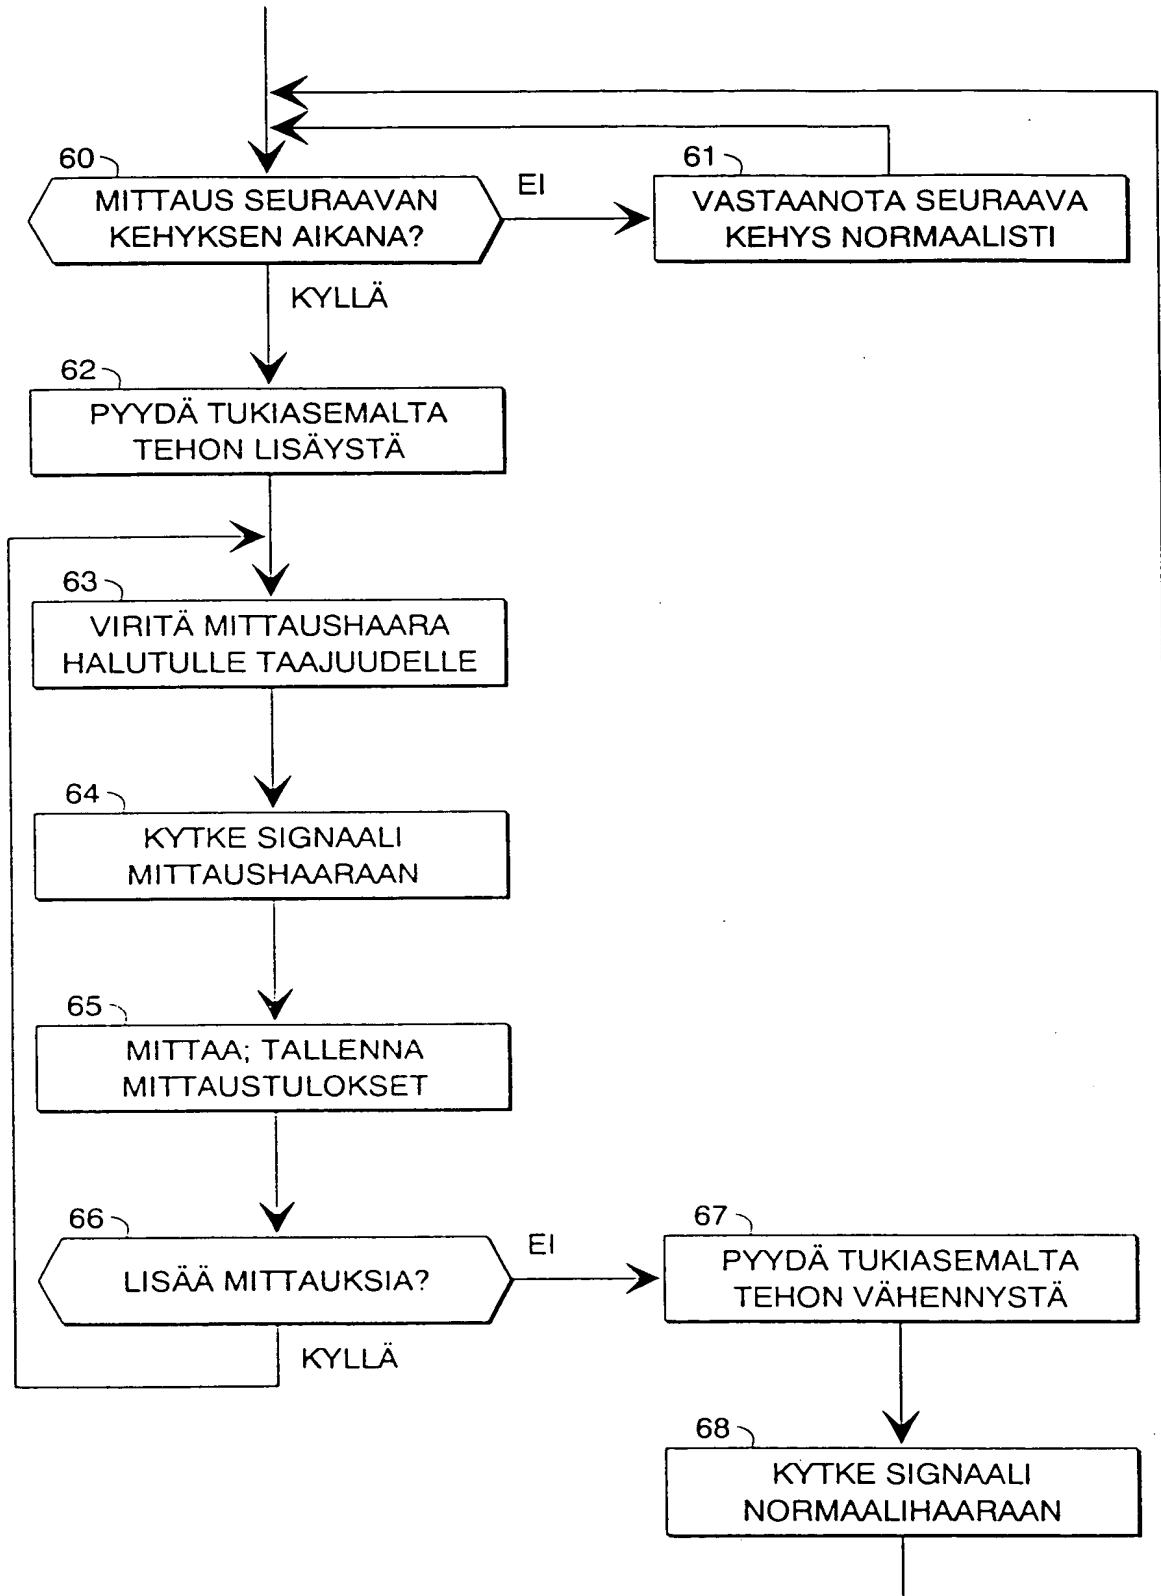 60
MITTAUS SEURAAVAN
KEHYKSEN AIKANA?
EI
61
VASTAANOTA SEURAAVA
KEHYS NORMAALISTI
KYLLÄ
62
PYYDÄ TUKIASEMALTA
TEHON LISÄYSTÄ
63
VIRITÄ MITTAUSHAARA
HALUTULLE TAAJUUDELLE
64
KYTKE SIGNAALI
MITTAUSHAARAAN
65
MITTAA; TALLENNA
MITTAUSTULOKSET
66
LISÄÄ MITTAUKSIA?
EI
67
PYYDÄ TUKIASEMALTA
TEHON VÄHENNYSTÄ
KYLLÄ
68
KYTKE SIGNAALI
NORMAALIHAARAAN